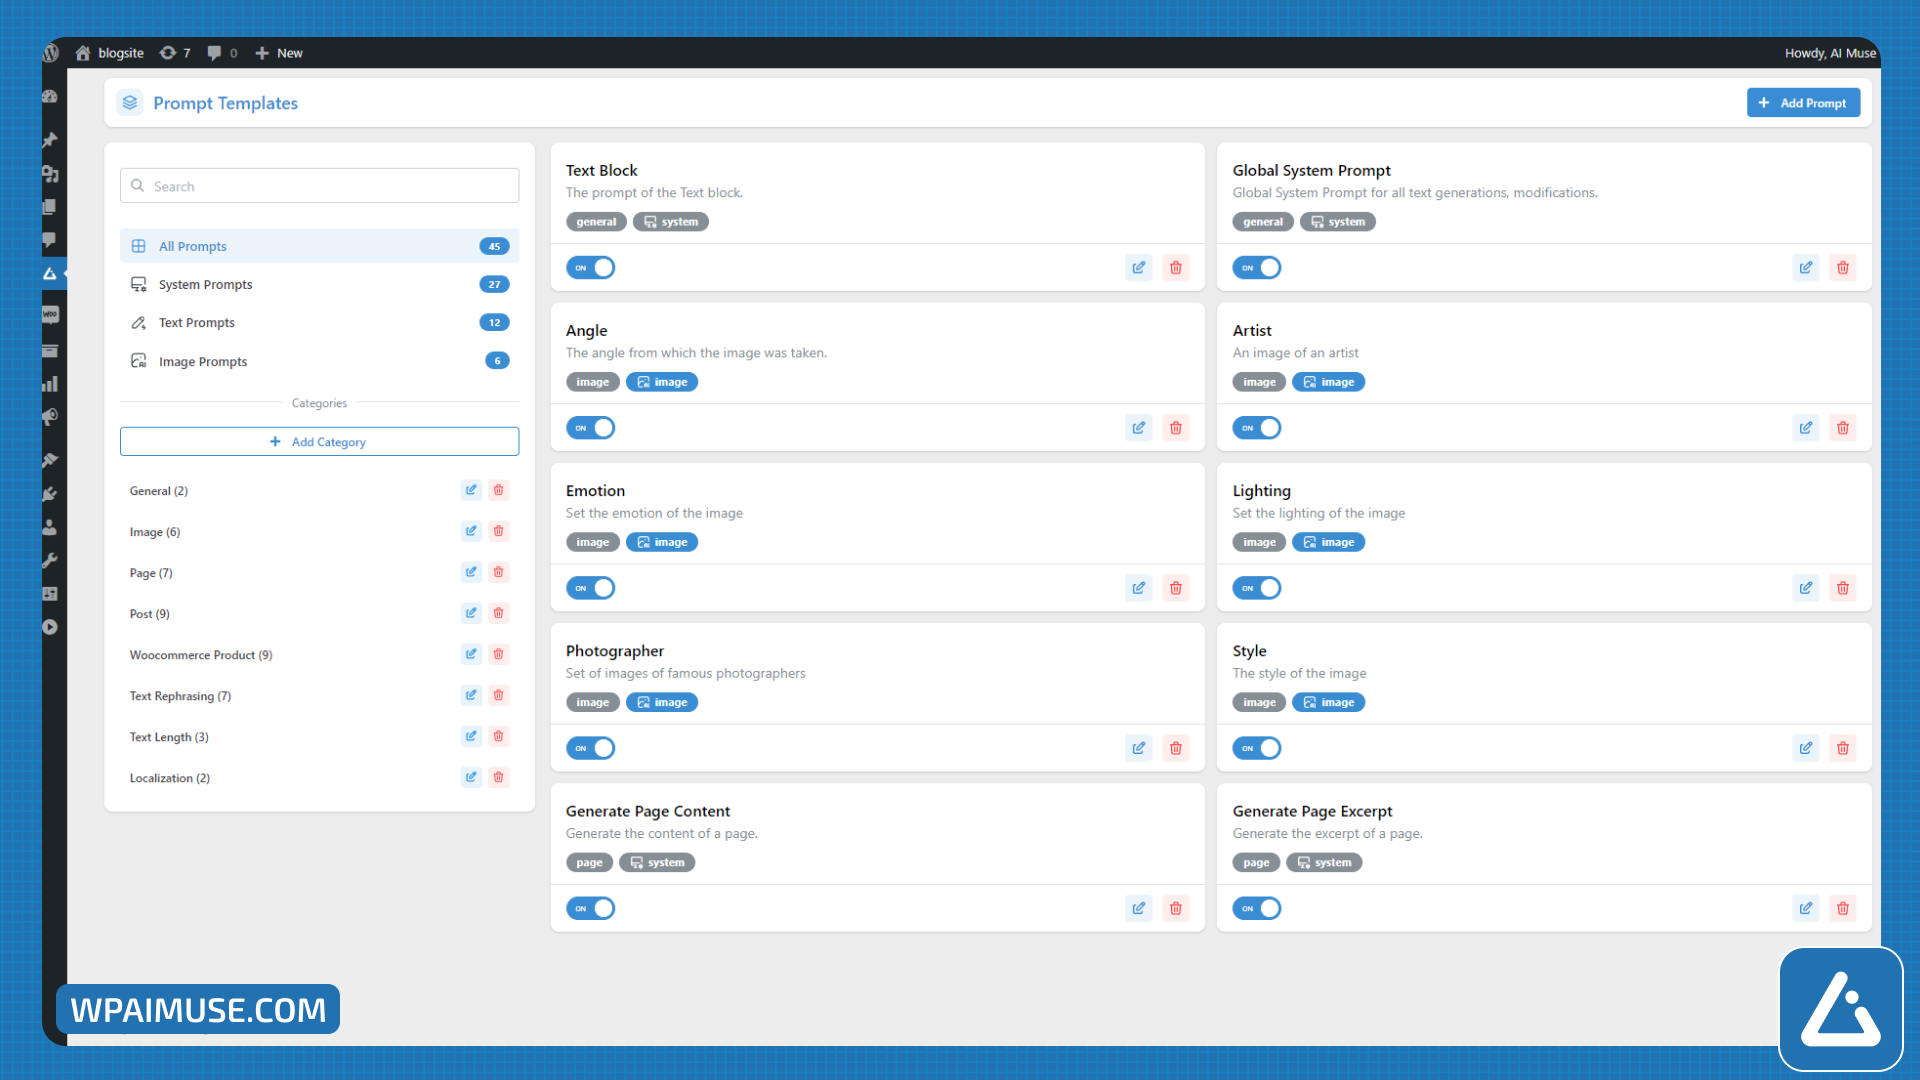 blogsite 7 0 New Howdy, AI Muse
Prompt Templates
Add Prompt
Search
All Prompts 45
System Prompts 27
Text Prompts 12
Image Prompts 6
Categories
Add Category
General (2)
Image (6)
Page (7)
Post (9)
Woocommerce Product (9)
Text Rephrasing (7)
Text Length (3)
Localization (2)
Text Block
The prompt of the Text block.
general system
ON
Global System Prompt
Global System Prompt for all text generations, modifications.
general system
ON
Angle
The angle from which the image was taken.
image image
ON
Artist
An image of an artist
image image
ON
Emotion
Set the emotion of the image
image image
ON
Lighting
Set the lighting of the image
image image
ON
Photographer
Set of images of famous photographers
image image
ON
Style
The style of the image
image image
ON
Generate Page Content
Generate the content of a page.
page system
ON
Generate Page Excerpt
Generate the excerpt of a page.
page system
ON
WPAIMUSE.COM